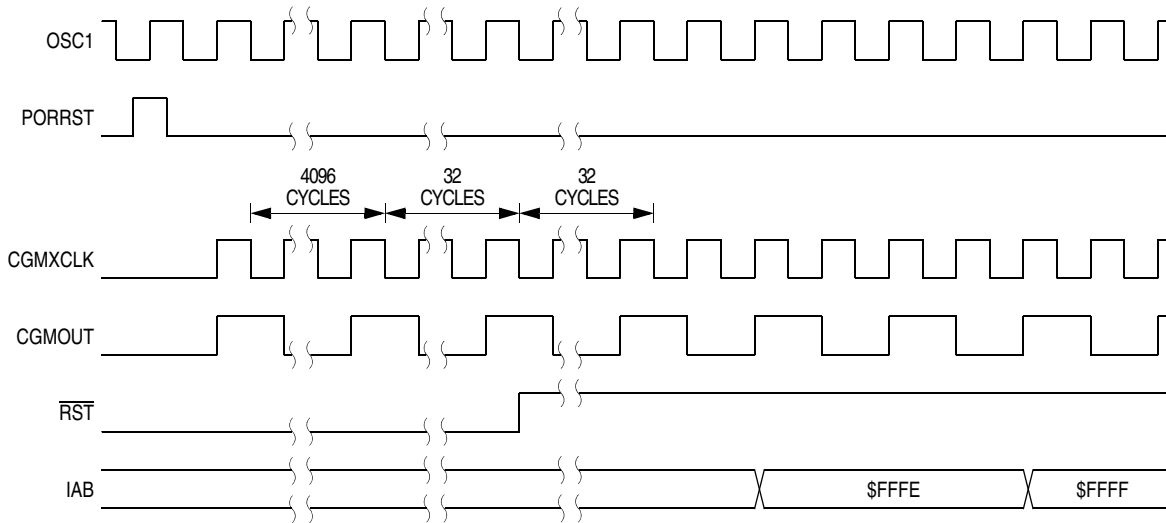 OSC1
PORRST
4096
CYCLES
32
CYCLES
32
CYCLES
CGMXCLK
CGMOUT
RST
IAB
$FFFE
$FFFF